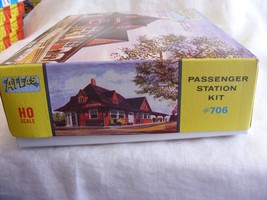 ATLAS
HO
SCALE
PASSENGER
STATION
KIT
#706